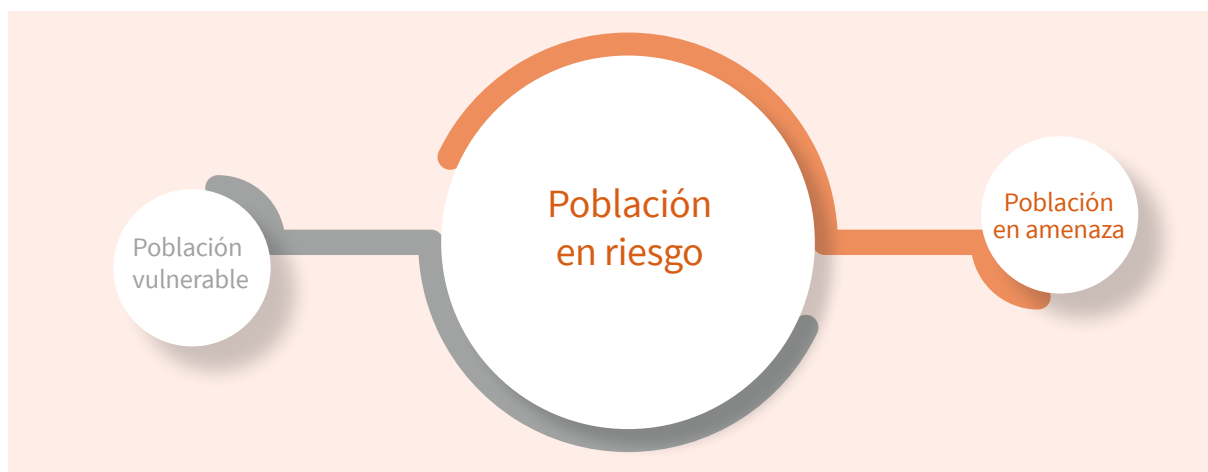 Población
vulnerable
Población
en riesgo
Población
en amenaza